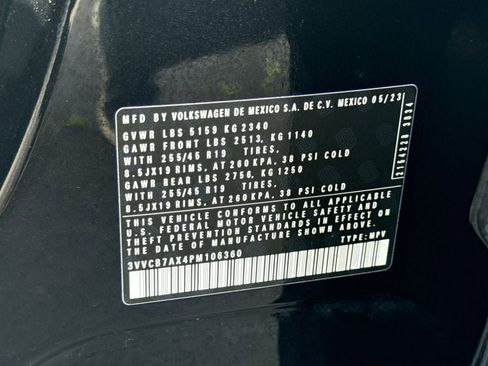 MFD BY VOLKSWAGEN DE MEXICO S.A. DE C.V. MEXICO 05/23
GVWR LBS 5159 KG 2340
GAWR FRONT LBS 2513, KG 1140
WITH 255/45 R19 TIRES,
8.5JX19 RIMS, AT 260 KPA, 38 PSI COLD
GAWR REAR LBS 2756, KG 1250
WITH 255/45 R19 TIRES,
8.5JX19 RIMS, AT 260 KPA, 38 PSI COLD
THIS VEHICLE CONFORMS TO ALL APPLICABLE
U.S. FEDERAL MOTOR VEHICLE SAFETY AND
THEFT PREVENTION STANDARDS IN EFFECT ON
THE DATE OF MANUFACTURE SHOWN ABOVE.
3VVCB7AX4PM106360 TYPE: MPV